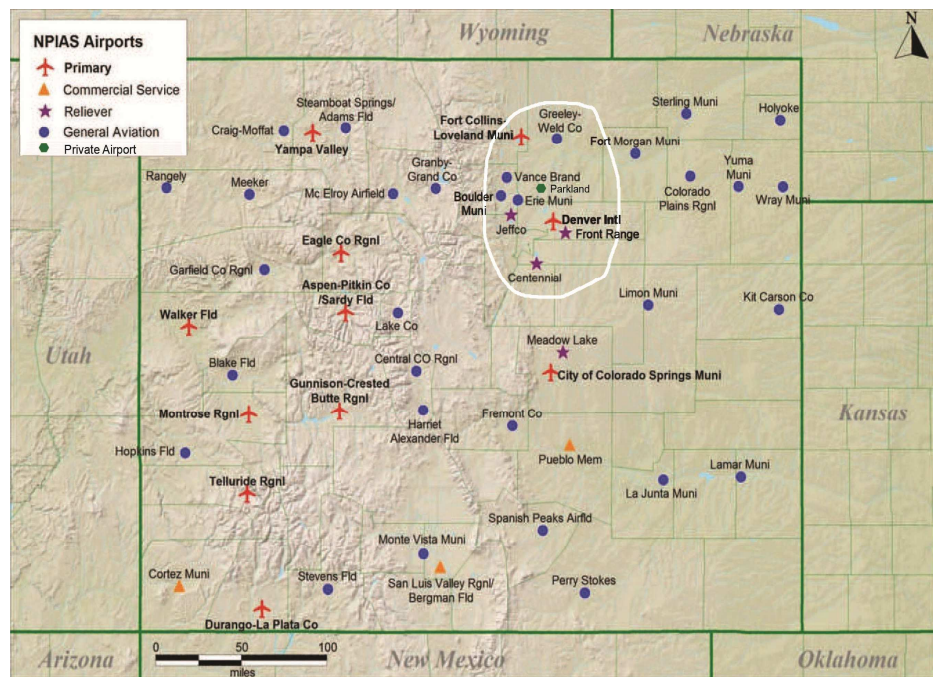 Wyoming
Nebraska
N
NPIAS Airports
Primary
Commercial Service
Reliever
General Aviation
Private Airport
Steamboat Springs/
Adams Fld
Craig-Moffat
Yampa Valley
Fort Collins-
Loveland Muni
Greeley-
Weld Co
Sterling Muni
Holyoke
Fort Morgan Muni
Rangely
Meeker
Mc Elroy Airfield
Granby-
Grand Co
Vance Brand
Parkland
Boulder
Muni
Erie Muni
Jeffco
Denver Intl
Front Range
Centennial
Colorado
Plains Rgnl
Yuma
Muni
Wray Muni
Eagle Co Rgnl
Garfield Co Rgnl
Aspen-Pitkin Co
/Sardy Fld
Lake Co
Limon Muni
Kit Carson Co
Walker Fld
Utah
Blake Fld
Central CO Rgnl
Meadow Lake
City of Colorado Springs Muni
Gunnison-Crested
Butte Rgnl
Montrose Rgnl
Harriet
Alexander Fld
Fremont Co
Kansas
Hopkins Fld
Pueblo Mem
Telluride Rgnl
La Junta Muni
Lamar Muni
Spanish Peaks Airfld
Monte Vista Muni
Cortez Muni
Stevens Fld
San Luis Valley Rgnl/
Bergman Fld
Perry Stokes
Durango-La Plata Co
Arizona
0 50 100
miles
New Mexico
Oklahoma